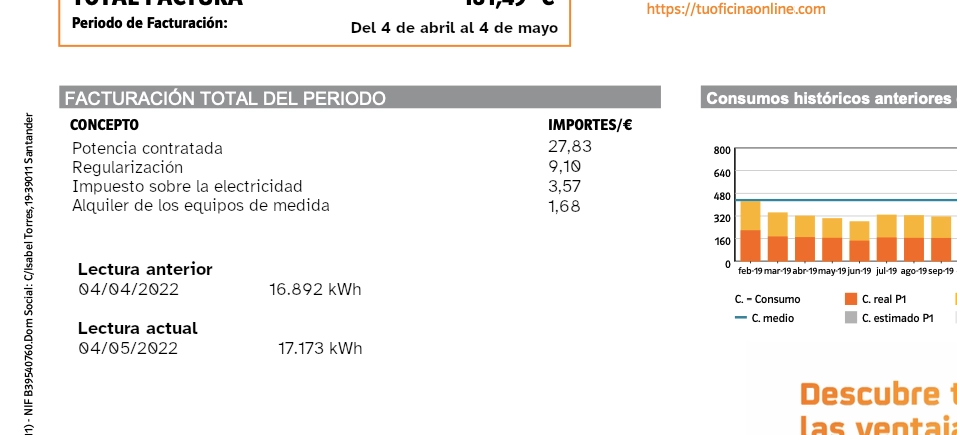 TOTAL FACTURA 181,49 €
Periodo de Facturación: Del 4 de abril al 4 de mayo
https://tuoficinaonline.com
FACTURACIÓN TOTAL DEL PERIODO
CONCEPTO IMPORTES/€
Potencia contratada 27,83
Regularización 9,10
Impuesto sobre la electricidad 3,57
Alquiler de los equipos de medida 1,68
Lectura anterior
04/04/2022 16.892 kWh
Lectura actual
04/05/2022 17.173 kWh
1) - NIF B39540760.Dom Social: C/Isabel Torres,19-39011 Santander
Consumos históricos anteriores
800
640
480
320
160
0
feb-19 mar-19 abr-19 may-19 jun-19 jul-19 ago-19 sep-19
C. - Consumo
C. real P1
C. medio
C. estimado P1
Descubre
las ventaja